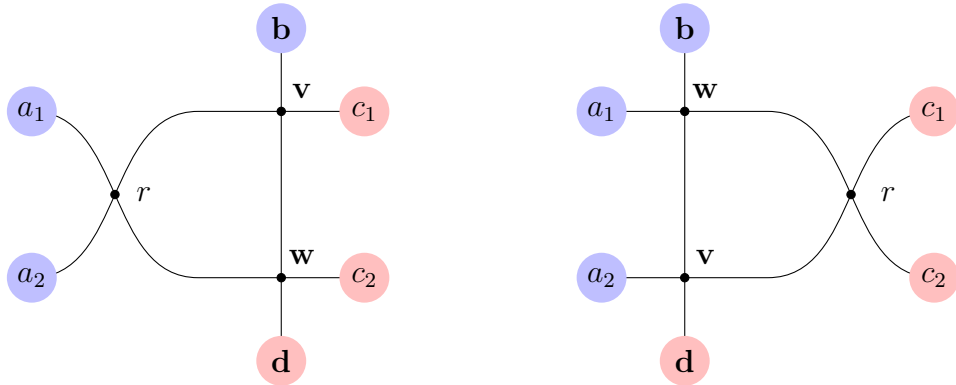 b b
a₁ v c₁ a₁ w c₁
r r
a₂ w c₂ a₂ v c₂
d d